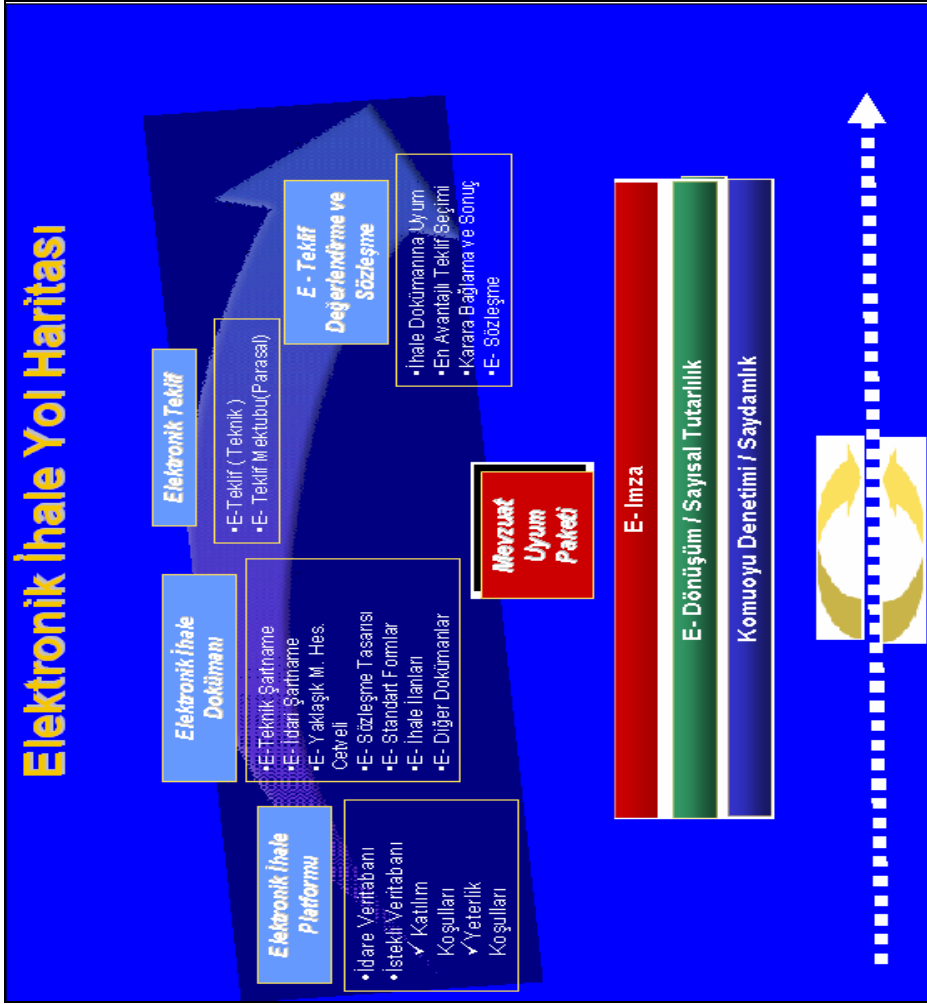 Elektronik İhale Yol Haritası
Elektronik İhale
Platformu
▪İdare Veritabanı
▪İstekli Veritabanı
✓ Katılım
Koşulları
✓Yeterlik
Koşulları
Elektronik İhale
Dokümanı
▪E-Teknik Şartname
▪E- İdari Şartname
▪E- Yaklaşık M. Hes.
Cetveli
▪E- Sözleşme Tasarısı
▪E- Standart Formlar
▪E- İhale İlanları
▪E- Diğer Dokümanlar
Elektronik Teklif
▪E-Teklif ( Teknik )
▪E- Teklif Mektubu(Parasal)
E - Teklif
Değerlendirme ve
Sözleşme
▪İhale Dokümanına Uyum
▪En Avantajlı Teklif Seçimi
▪Karara Bağlama ve Sonuç
▪E- Sözleşme
Mevzuat
Uyum
Paketi
E- Imza
E- Dönüşüm / Sayısal Tutarlılık
Komuoyu Denetimi / Saydamlık